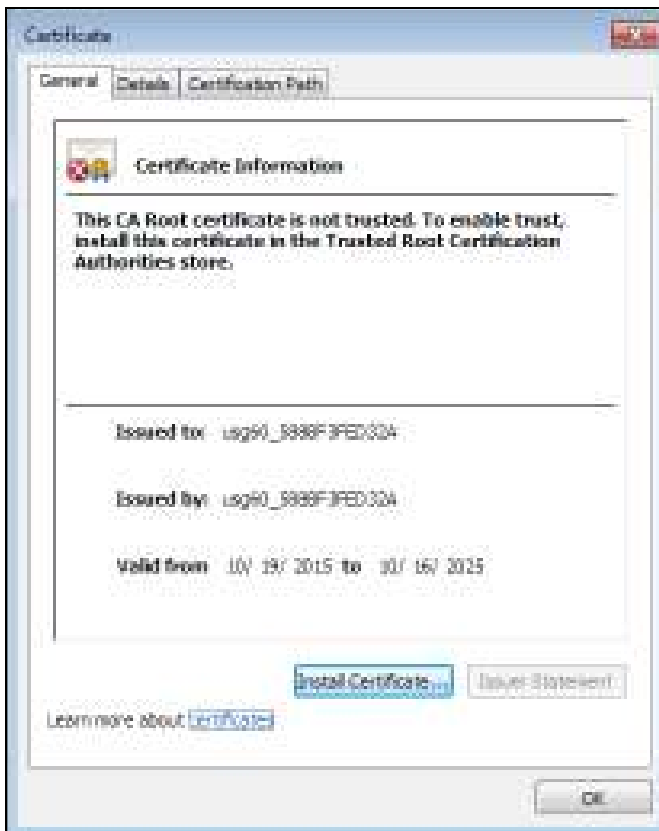 Certificate
General
Details
Certification Path
Certificate Information
This CA Root certificate is not trusted. To enable trust,
install this certificate in the Trusted Root Certification
Authorities store.
Issued to:
Issued by:
Valid from 10/ 19/ 2015 to 10/ 16/ 2025
Install Certificate...
Issuer Statement
Learn more about certificates
OK